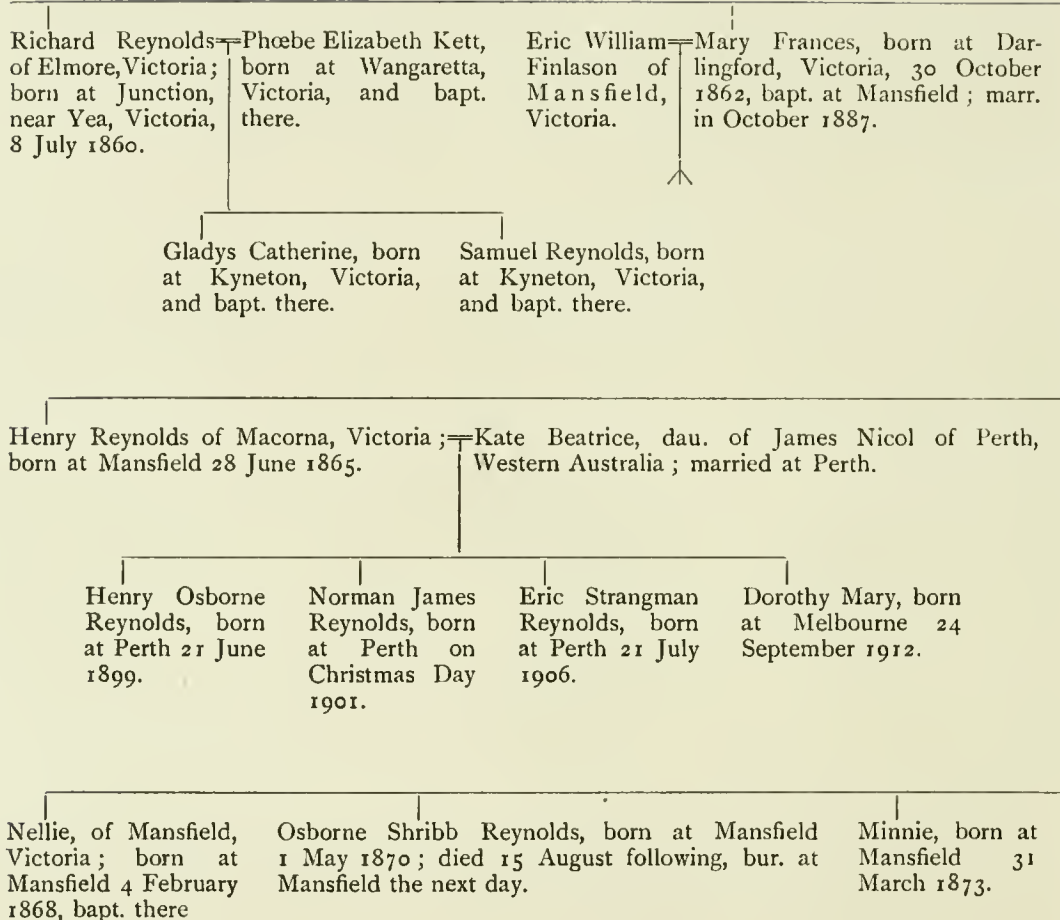 Richard Reynolds
of Elmore, Victoria;
born at Junction,
near Yea, Victoria,
8 July 1860.
Phœbe Elizabeth Kett,
born at Wangaretta,
Victoria, and bapt.
there.
Eric William
Finlason of
Mansfield,
Victoria.
Mary Frances, born at Dar-
lingford, Victoria, 30 October
1862, bapt. at Mansfield; marr.
in October 1887.
Gladys Catherine, born
at Kyneton, Victoria,
and bapt. there.
Samuel Reynolds, born
at Kyneton, Victoria,
and bapt. there.
Henry Reynolds of Macorna, Victoria;
born at Mansfield 28 June 1865.
Kate Beatrice, dau. of James Nicol of Perth,
Western Australia; married at Perth.
Henry Osborne
Reynolds, born
at Perth 21 June
1899.
Norman James
Reynolds, born
at Perth on
Christmas Day
1901.
Eric Strangman
Reynolds, born
at Perth 21 July
1906.
Dorothy Mary, born
at Melbourne 24
September 1912.
Nellie, of Mansfield,
Victoria; born at
Mansfield 4 February
1868, bapt. there
Osborne Shribb Reynolds, born at Mansfield
1 May 1870; died 15 August following, bur. at
Mansfield the next day.
Minnie, born at
Mansfield 31
March 1873.